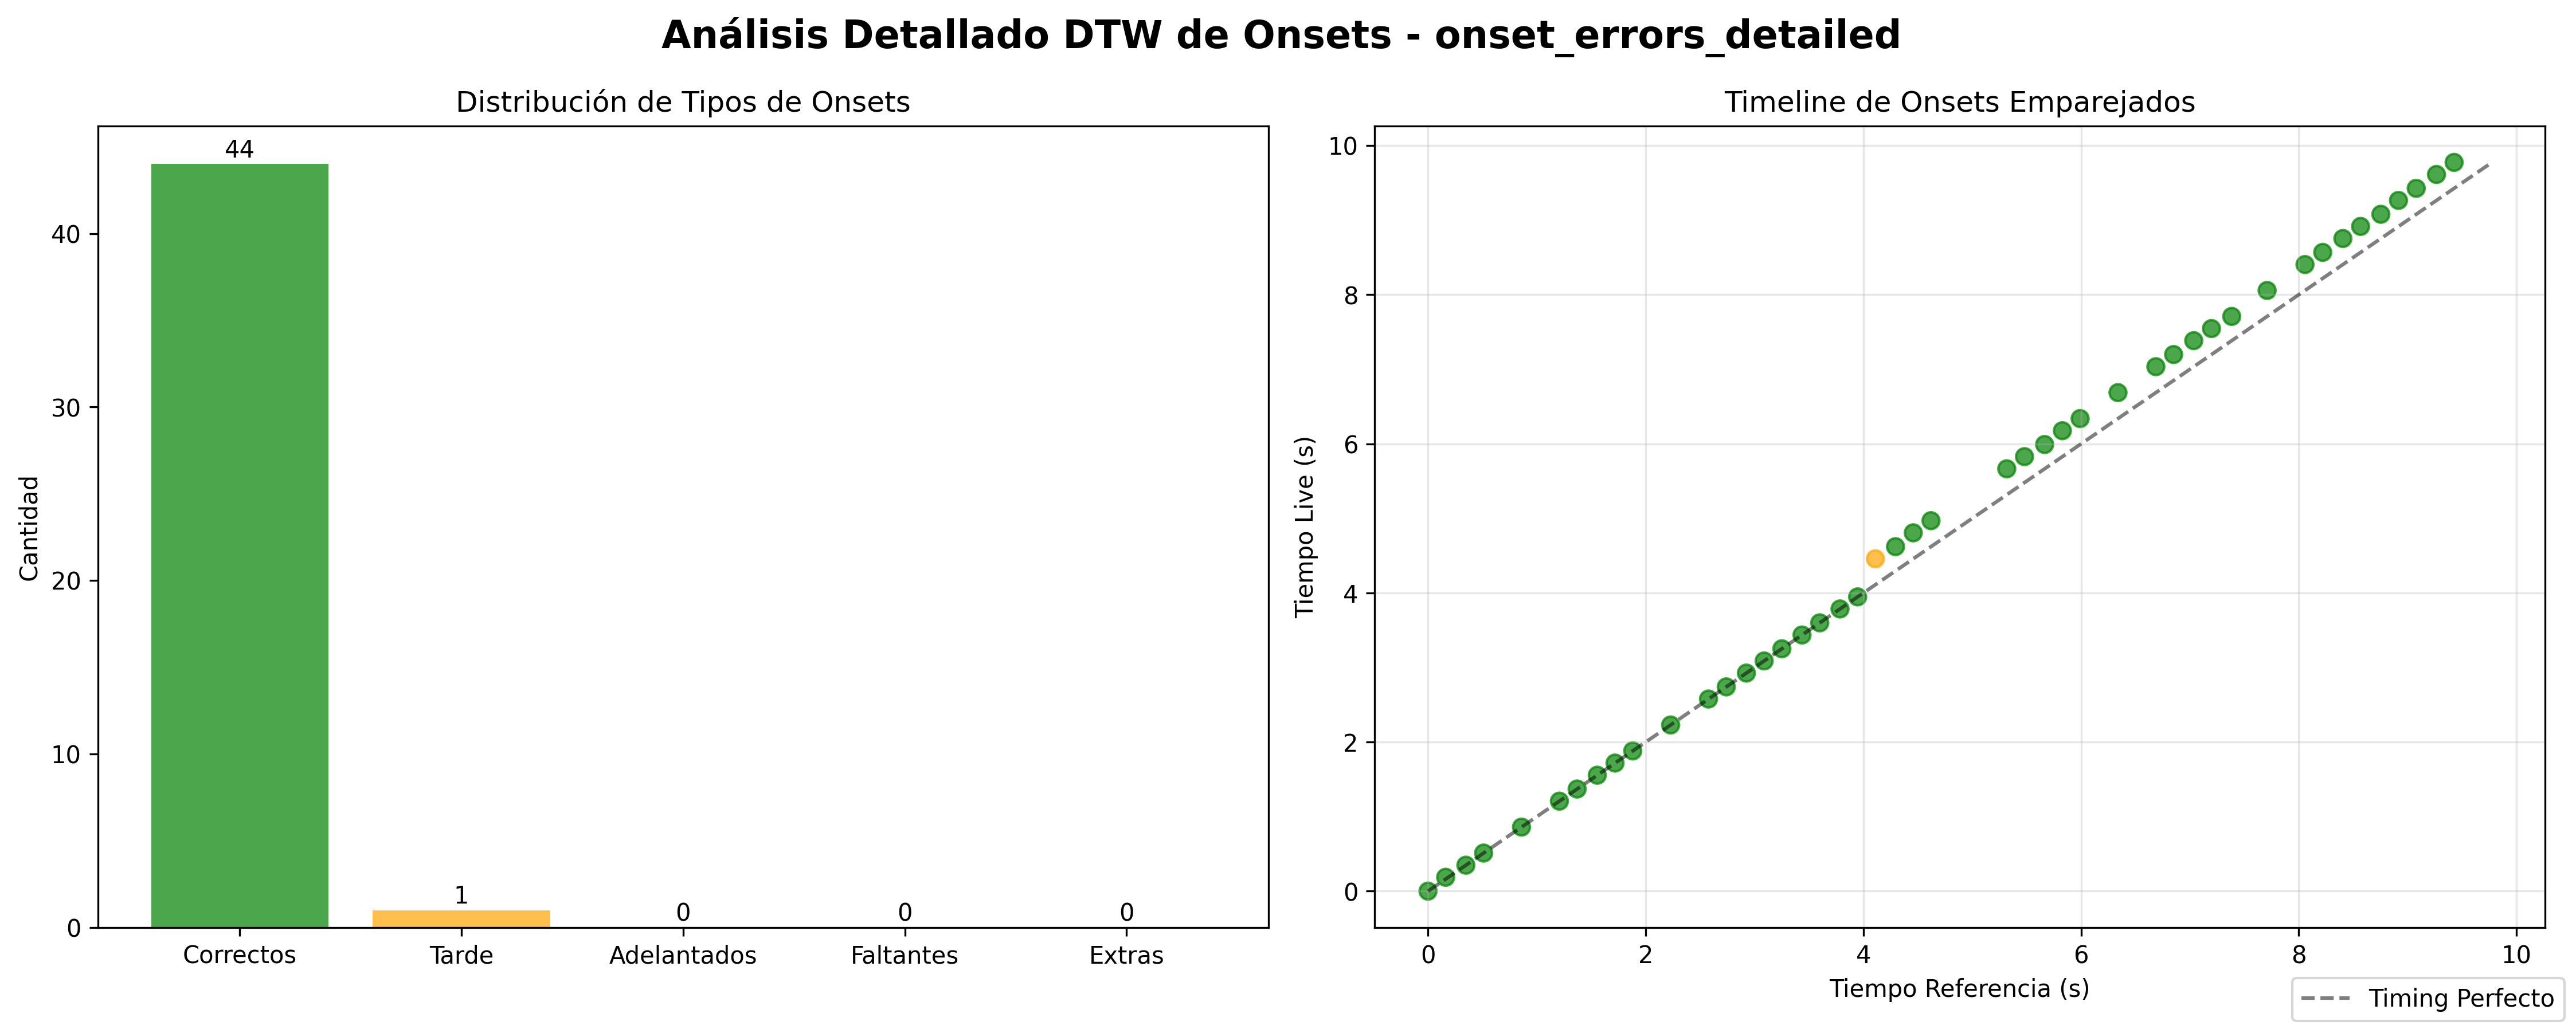 Análisis Detallado DTW de Onsets - onset_errors_detailed
Distribución de Tipos de Onsets
Cantidad
40
30
20
10
0
44
1
0
0
0
Correctos
Tarde
Adelantados
Faltantes
Extras
Timeline de Onsets Emparejados
Tiempo Live (s)
10
8
6
4
2
0
0
2
4
6
8
10
Tiempo Referencia (s)
Timing Perfecto